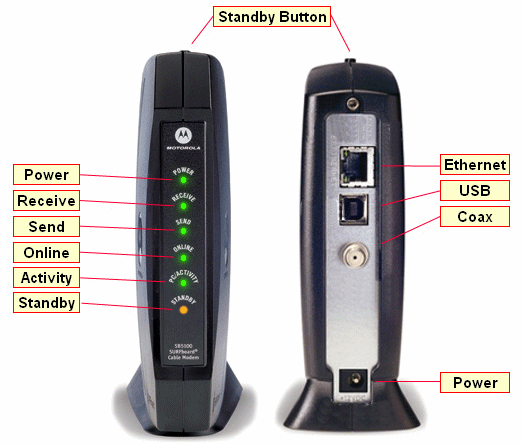 Standby Button
MOTOROLA
POWER
RECEIVE
SEND
ONLINE
PC/ACTIVITY
STANDBY
SB5100
SURFboard®
Cable Modem
Power
Receive
Send
Online
Activity
Standby
Ethernet
USB
Coax
Power